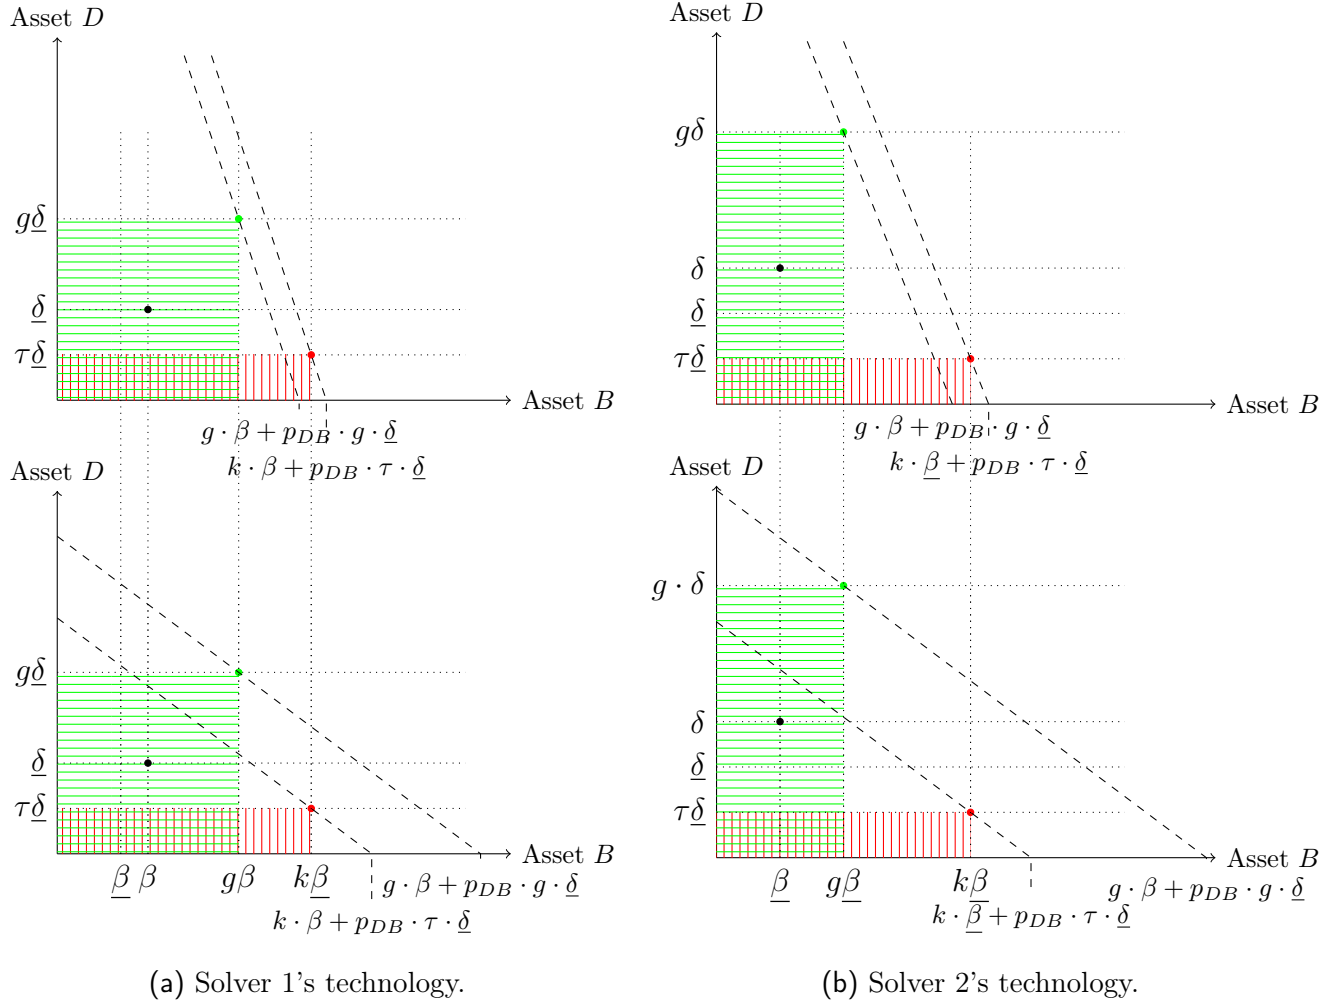 Asset D
gδ̲
δ̲
τδ̲
Asset B
g · β + p_DB · g · δ̲
k · β + p_DB · τ · δ̲
Asset D
gδ̲
δ̲
τδ̲
Asset B
β̲ β gβ kβ̲
g · β + p_DB · g · δ̲
k · β + p_DB · τ · δ̲
(a) Solver 1's technology.
Asset D
gδ
δ
δ̲
τδ̲
Asset B
g · β + p_DB · g · δ̲
k · β̲ + p_DB · τ · δ̲
Asset D
g · δ
δ
δ̲
τδ̲
Asset B
β̲ gβ̲ kβ̲
g · β + p_DB · g · δ̲
k · β̲ + p_DB · τ · δ̲
(b) Solver 2's technology.